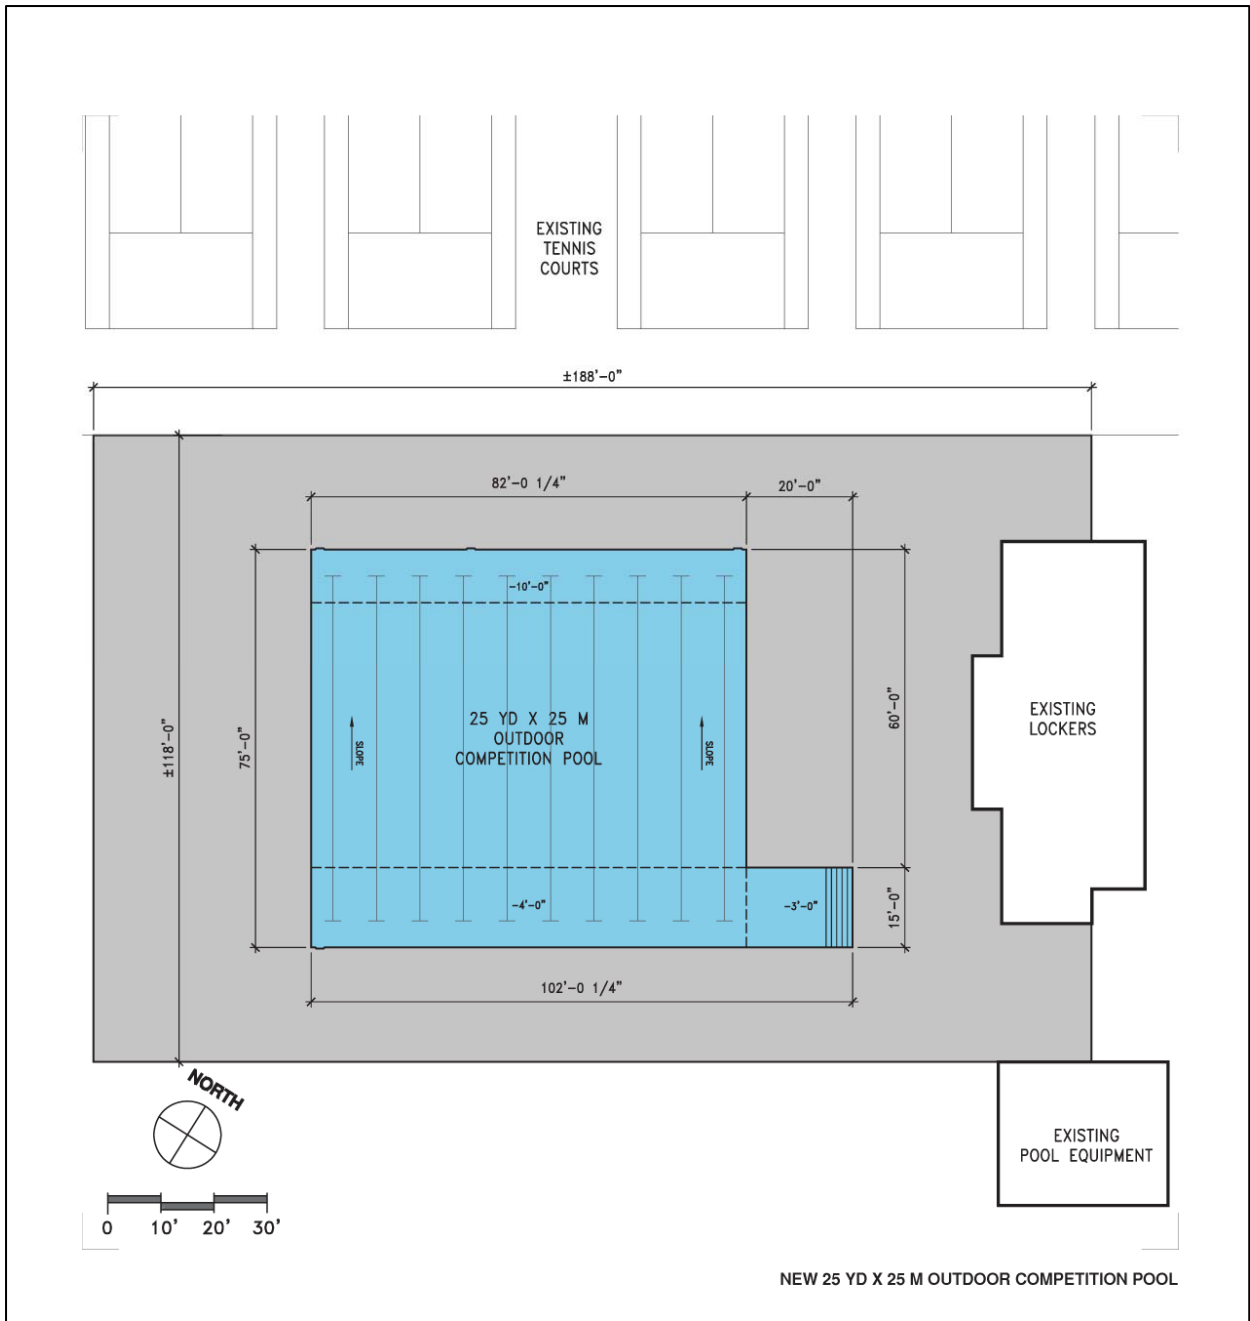 EXISTING
TENNIS
COURTS
±188'-0"
82'-0 1/4"
20'-0"
-10'-0"
±118'-0"
75'-0"
SLOPE
25 YD X 25 M
OUTDOOR
COMPETITION POOL
SLOPE
60'-0"
EXISTING
LOCKERS
-4'-0"
-3'-0"
15'-0"
102'-0 1/4"
NORTH
EXISTING
POOL EQUIPMENT
0 10' 20' 30'
NEW 25 YD X 25 M OUTDOOR COMPETITION POOL